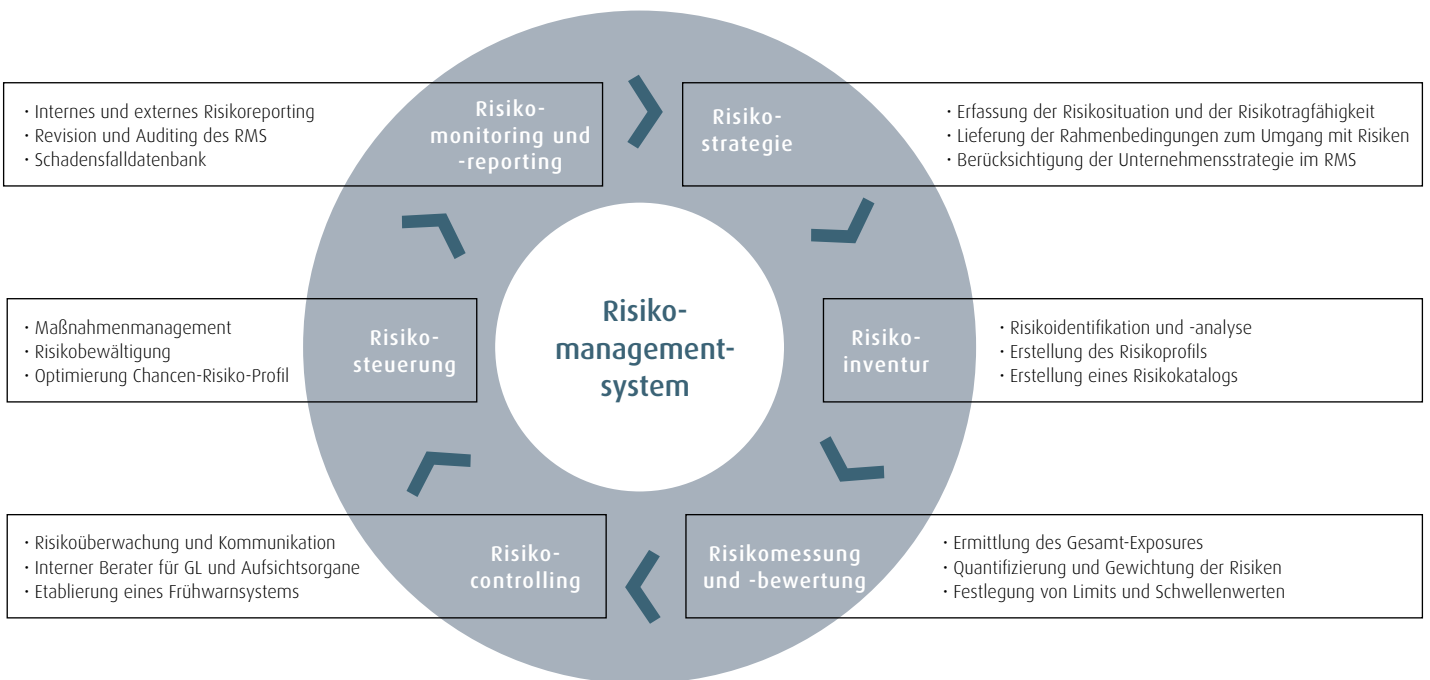 · Internes und externes Risikoreporting
· Revision und Auditing des RMS
· Schadensfalldatenbank
Risiko-
monitoring und
-reporting
Risiko-
strategie
· Erfassung der Risikosituation und der Risikotragfähigkeit
· Lieferung der Rahmenbedingungen zum Umgang mit Risiken
· Berücksichtigung der Unternehmensstrategie im RMS
· Maßnahmenmanagement
· Risikobewältigung
· Optimierung Chancen-Risiko-Profil
Risiko-
steuerung
Risiko-
management-
system
Risiko-
inventur
· Risikoidentifikation und -analyse
· Erstellung des Risikoprofils
· Erstellung eines Risikokatalogs
· Risikoüberwachung und Kommunikation
· Interner Berater für GL und Aufsichtsorgane
· Etablierung eines Frühwarnsystems
Risiko-
controlling
Risikomessung
und -bewertung
· Ermittlung des Gesamt-Exposures
· Quantifizierung und Gewichtung der Risiken
· Festlegung von Limits und Schwellenwerten